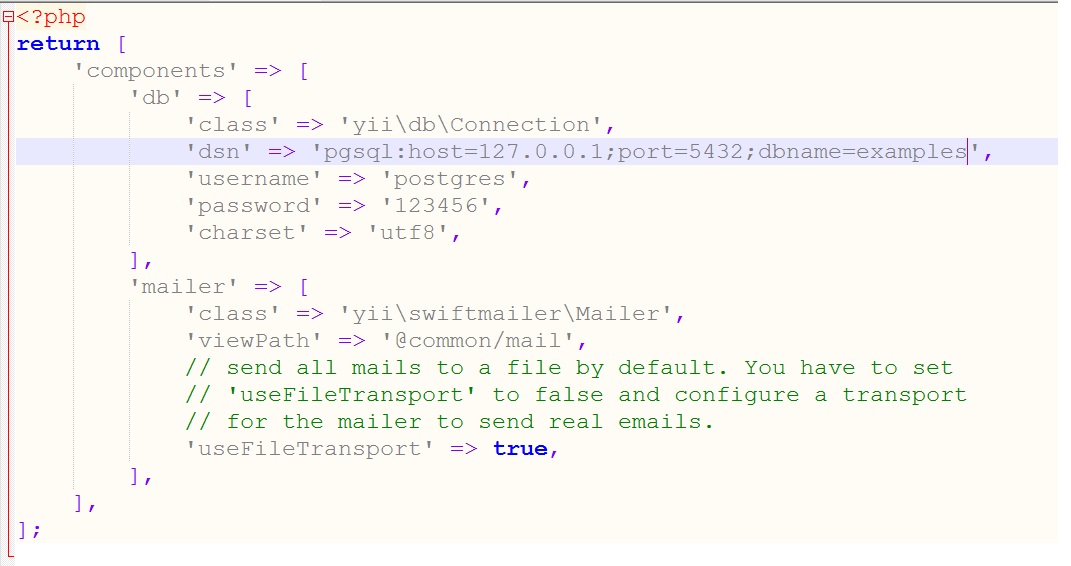 <?php
return [
    'components' => [
        'db' => [
            'class' => 'yii\db\Connection',
            'dsn' => 'pgsql:host=127.0.0.1;port=5432;dbname=examples',
            'username' => 'postgres',
            'password' => '123456',
            'charset' => 'utf8',
        ],
        'mailer' => [
            'class' => 'yii\swiftmailer\Mailer',
            'viewPath' => '@common/mail',
            // send all mails to a file by default. You have to set
            // 'useFileTransport' to false and configure a transport
            // for the mailer to send real emails.
            'useFileTransport' => true,
        ],
    ],
];